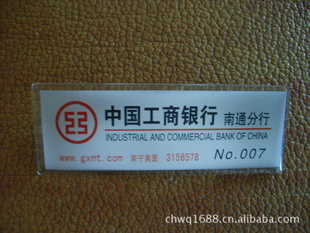 中国工商银行 南通分行
INDUSTRIAL AND COMMERCIAL BANK OF CHINA
www.gxmt.com 南宁美图 3156578 No.007
chwq1688.cn.alibaba.com